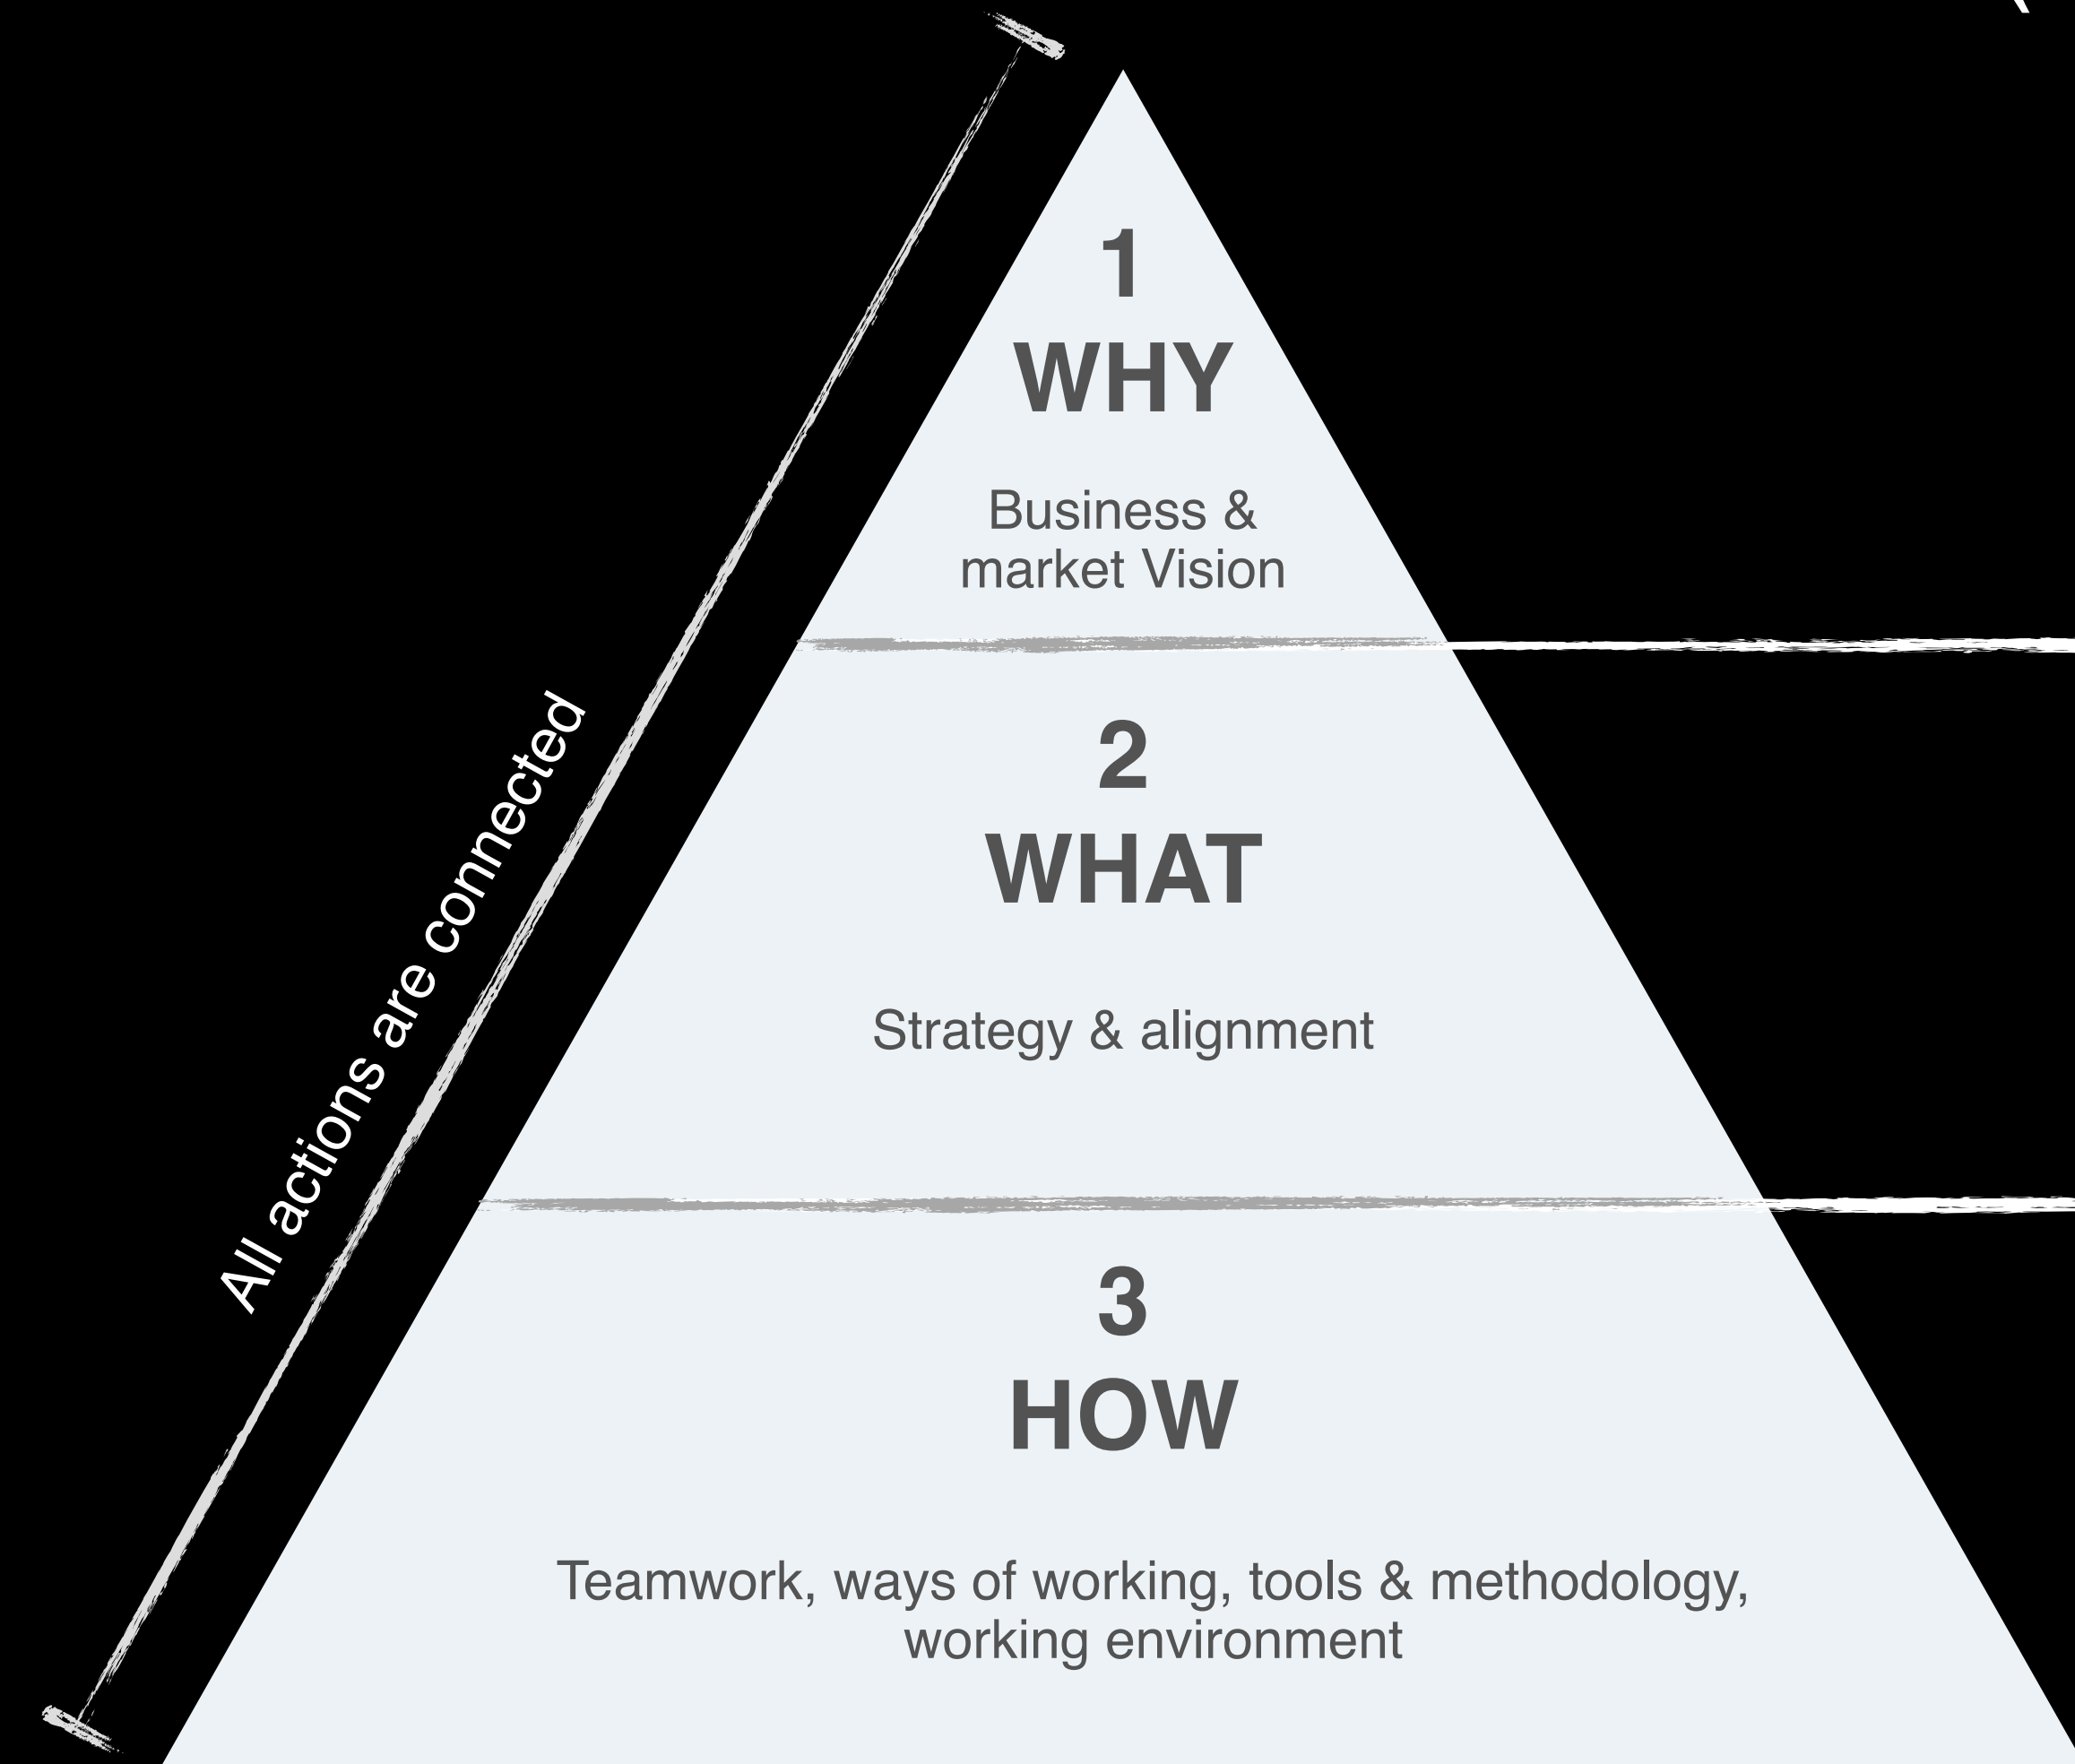 All actions are connected
1
WHY
Business &
market Vision
2
WHAT
Strategy & alignment
3
HOW
Teamwork, ways of working, tools & methodology,
working environment